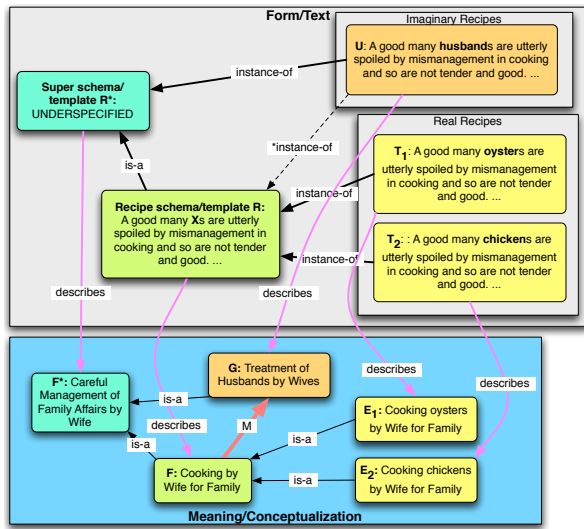 Form/Text
Imaginary Recipes
U: A good many husbands are utterly
spoiled by mismanagement in cooking
and so are not tender and good. ...
instance-of
Super schema/
template R*:
UNDERSPECIFIED
Real Recipes
*instance-of
T1: A good many oysters are
utterly spoiled by mismanagement
in cooking and so are not tender
and good. ...
is-a
instance-of
Recipe schema/template R:
A good many Xs are utterly
spoiled by mismanagement in
cooking and so are not tender
and good. ...
T2: : A good many chickens are
utterly spoiled by mismanagement
in cooking and so are not tender
and good. ...
instance-of
describes
describes
F*: Careful
Management of
Family Affairs by
Wife
G: Treatment of
Husbands by Wives
describes
describes
is-a
E1: Cooking oysters
by Wife for Family
describes
M
is-a
is-a
F: Cooking by
Wife for Family
E2: Cooking chickens
by Wife for Family
is-a
Meaning/Conceptualization